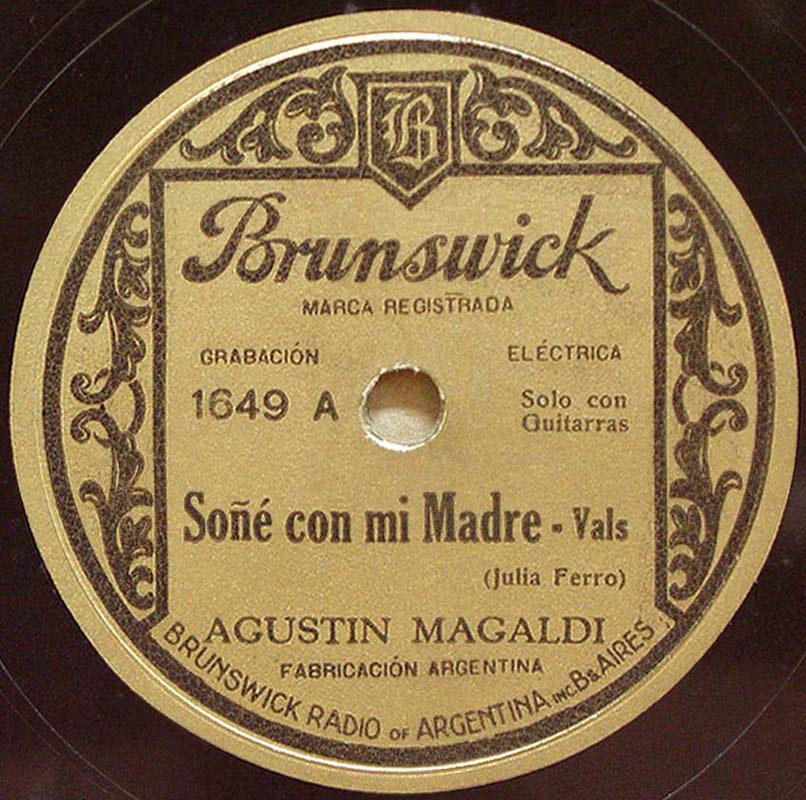 B
Brunswick
MARCA REGISTRADA
GRABACIÓN ELÉCTRICA
1649 A
Solo con
Guitarras
Soñé con mi Madre - Vals
(Julia Ferro)
AGUSTIN MAGALDI
FABRICACIÓN ARGENTINA
BRUNSWICK RADIO OF ARGENTINA INC. Bs AIRES